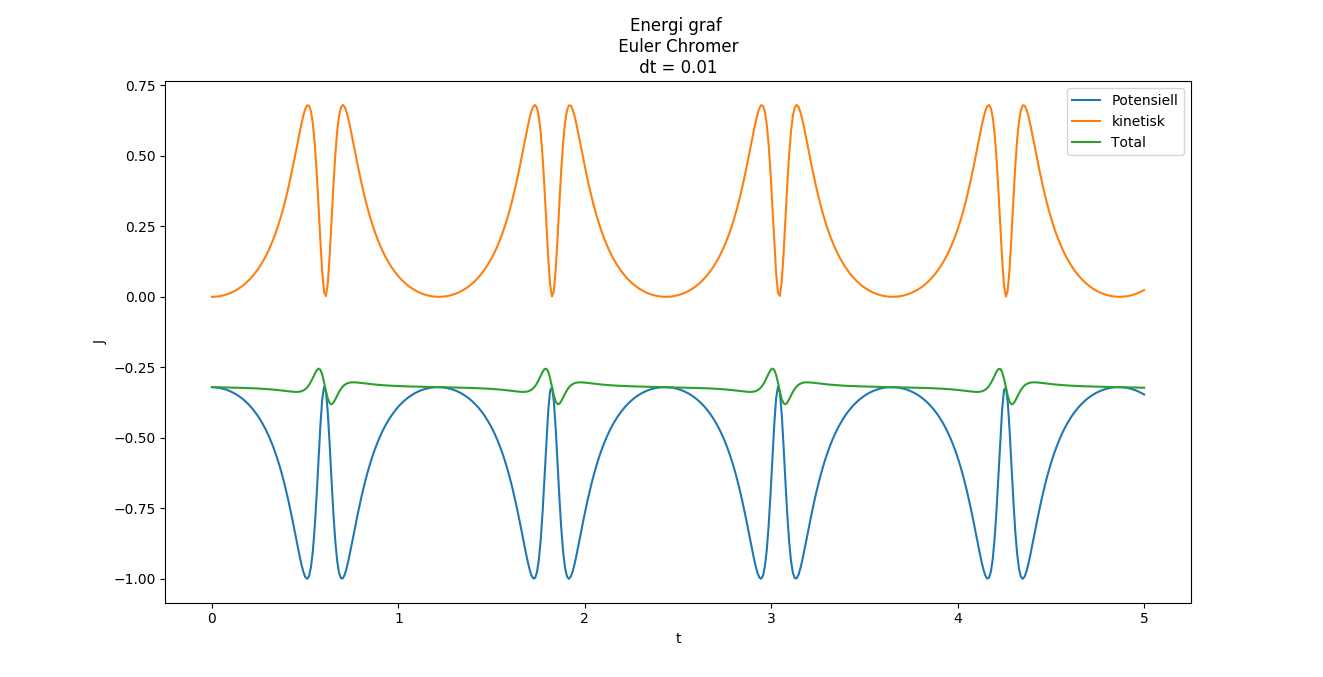 Energi graf
Euler Chromer
dt = 0.01
0.75
0.50
0.25
0.00
−0.25
−0.50
−0.75
−1.00
J
0 1 2 3 4 5
t
Potensiell
kinetisk
Total